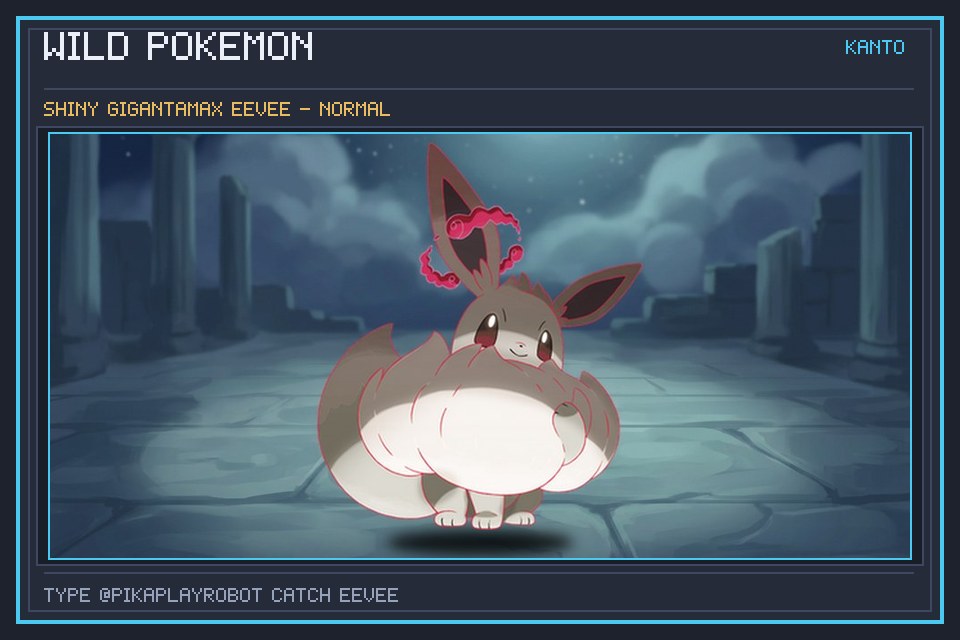 WILD POKEMON
KANTO
SHINY GIGANTAMAX EEVEE - NORMAL
TYPE @PIKAPLAYROBOT CATCH EEVEE